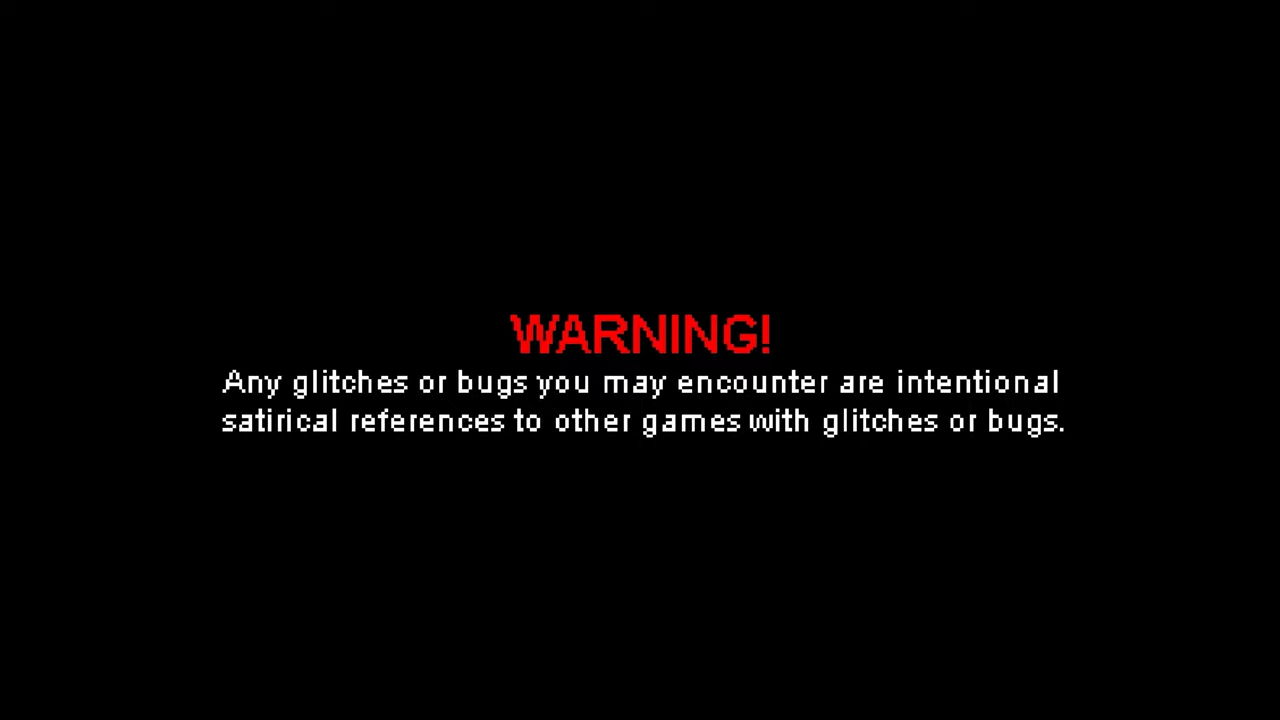 WARNING!
Any glitches or bugs you may encounter are intentional
satirical references to other games with glitches or bugs.